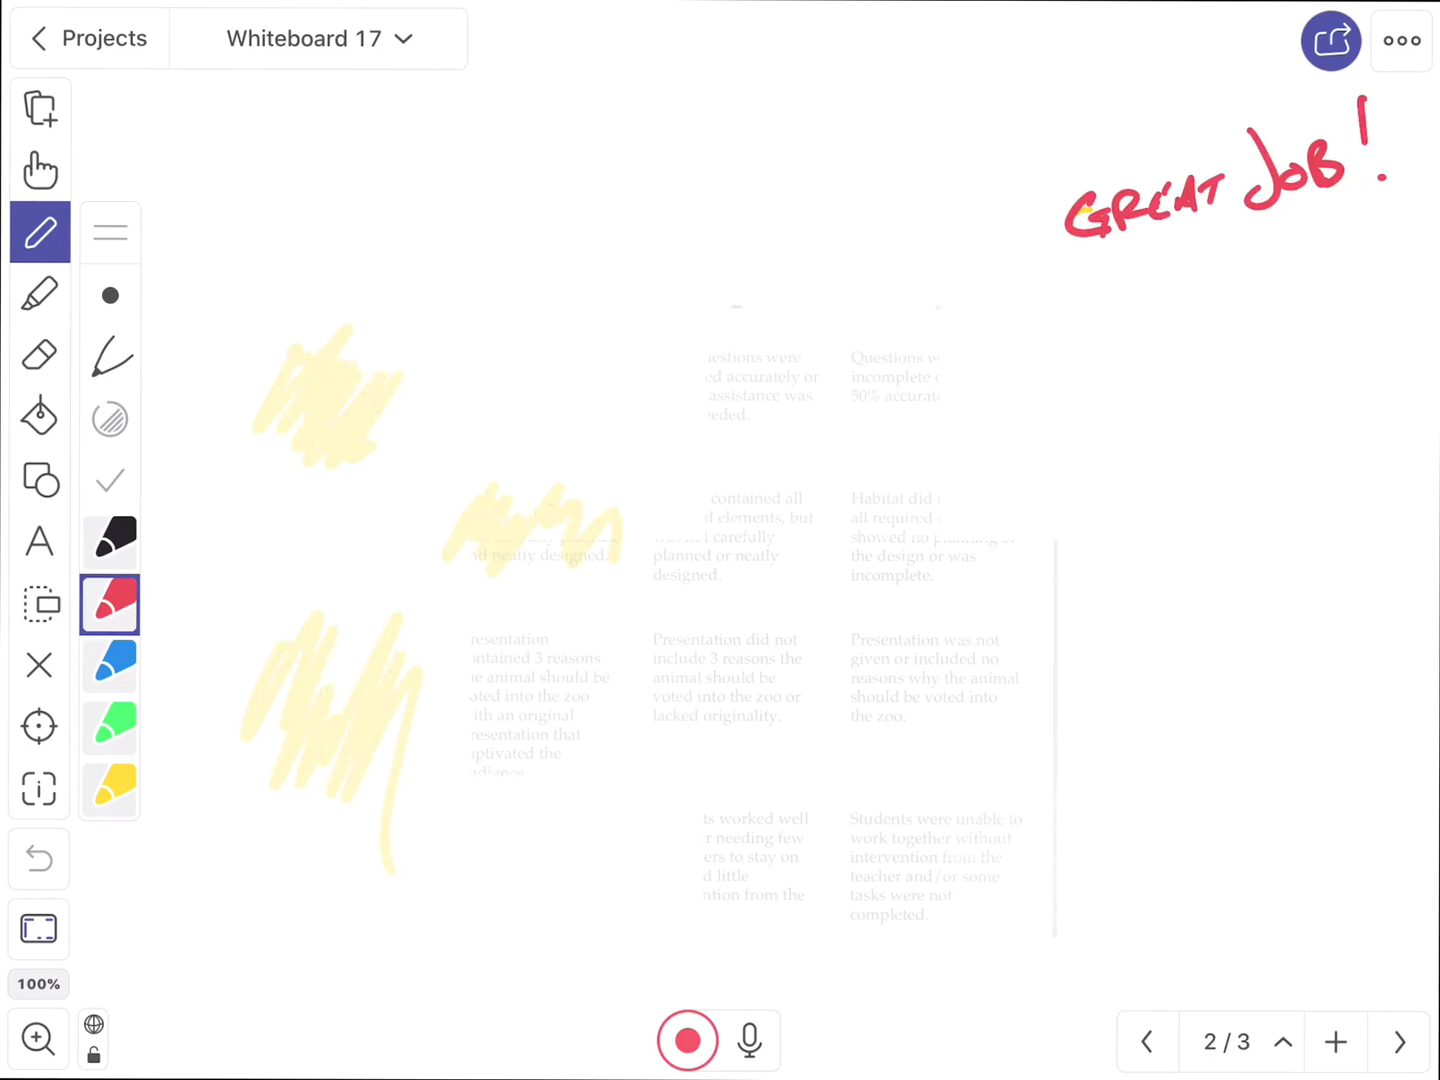 Projects
Whiteboard 17
GREAT JOB!
estions were
ed accurately or
assistance was
eded.
Questions w
incomplete
50% accurat
contained all
d elements, but
carefully
planned or neatly
designed.
Habitat did
all required
showed no
the design or was
incomplete.
neatly designed.
resentation
ntained 3 reasons
e animal should be
oted into the zoo
ith an original
resentation that
ptivated the
Presentation did not
include 3 reasons the
animal should be
voted into the zoo or
lacked originality.
Presentation was not
given or included no
reasons why the animal
should be voted into
the zoo.
ts worked well
r needing few
ers to stay on
d little
ntion from the
Students were unable to
work together without
intervention from the
teacher and/or some
tasks were not
completed.
100%
2 / 3